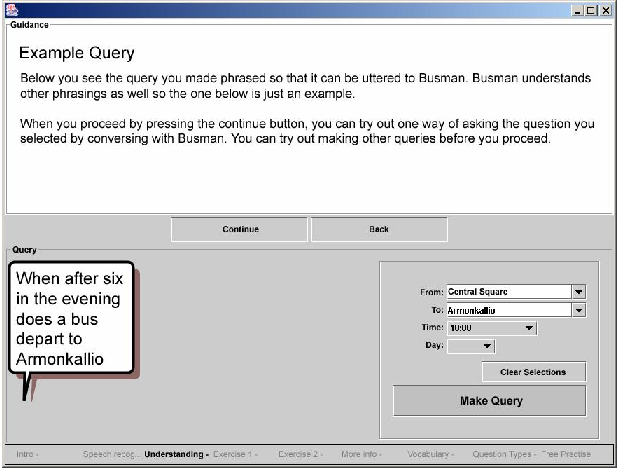 Guidance
Example Query
Below you see the query you made phrased so that it can be uttered to Busman. Busman understands
other phrasings as well so the one below is just an example.
When you proceed by pressing the continue button, you can try out one way of asking the question you
selected by conversing with Busman. You can try out making other queries before you proceed.
Continue Back
Query
When after six
in the evening
does a bus
depart to
Armonkallio
From: Central Square
To: Armonkallio
Time: 18:00
Day:
Clear Selections
Make Query
Intro - Speech recog... Understanding - Exercise 1 - Exercise 2 - More info - Vocabulary - Question Types - Free Practise